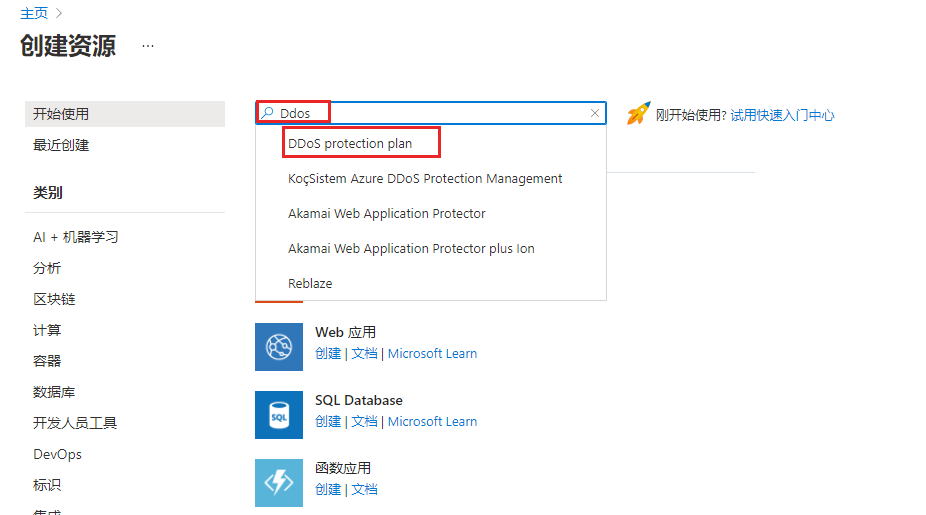 主页 >
创建资源 ...
开始使用
最近创建
类别
AI + 机器学习
分析
区块链
计算
容器
数据库
开发人员工具
DevOps
标识
集成
Ddos
DDoS protection plan
KoçSistem Azure DDoS Protection Management
Akamai Web Application Protector
Akamai Web Application Protector plus Ion
Reblaze
刚开始使用? 试用快速入门中心
Web 应用
创建 | 文档 | Microsoft Learn
SQL
SQL Database
创建 | 文档 | Microsoft Learn
函数应用
创建 | 文档